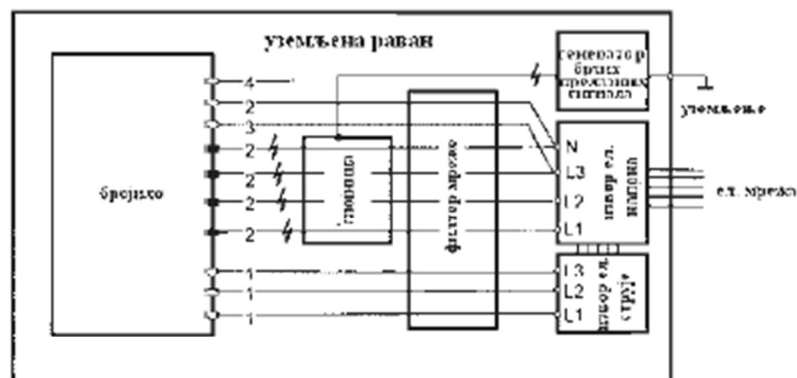 уземљена раван
генератор
брзих
прелазних
сигнала
уземљење
4
2
3
2
2
2
2
1
1
1
бројило
спојница
филтер мреже
N
L3
L2
L1
извор ел.
напона
ел. мрежа
L3
L2
L1
извор ел.
струје